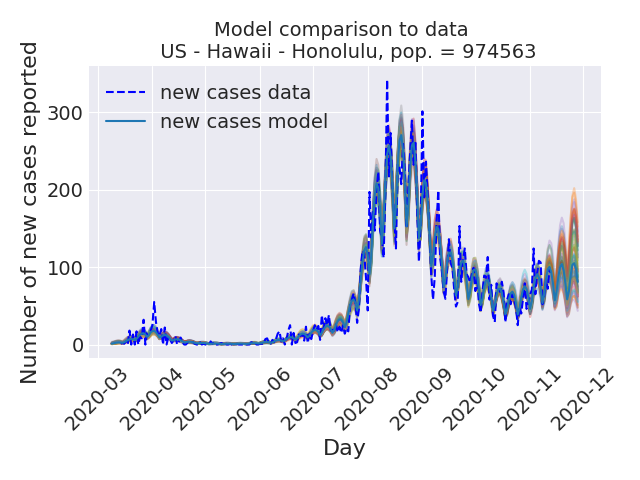 Model comparison to data
US - Hawaii - Honolulu, pop. = 974563
Number of new cases reported
300
200
100
0
new cases data
new cases model
2020-03
2020-04
2020-05
2020-06
2020-07
2020-08
2020-09
2020-10
2020-11
2020-12
Day